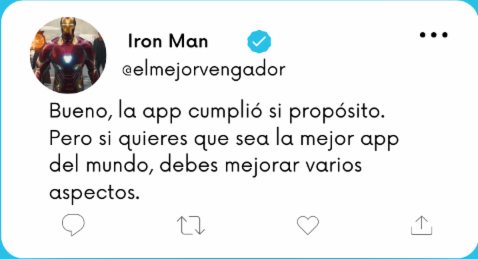 Iron Man
@elmejorvengador
Bueno, la app cumplió si propósito.
Pero si quieres que sea la mejor app
del mundo, debes mejorar varios
aspectos.